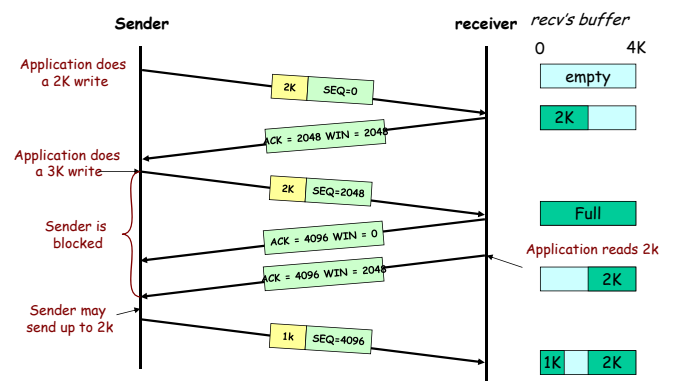 Sender
receiver
recv's buffer
0
4K
Application does
a 2K write
2K
SEQ=0
empty
2K
ACK = 2048 WIN = 2048
Application does
a 3K write
2K
SEQ=2048
Full
Sender is
blocked
ACK = 4096 WIN = 0
Application reads 2k
ACK = 4096 WIN = 2048
2K
Sender may
send up to 2k
1k
SEQ=4096
1K
2K